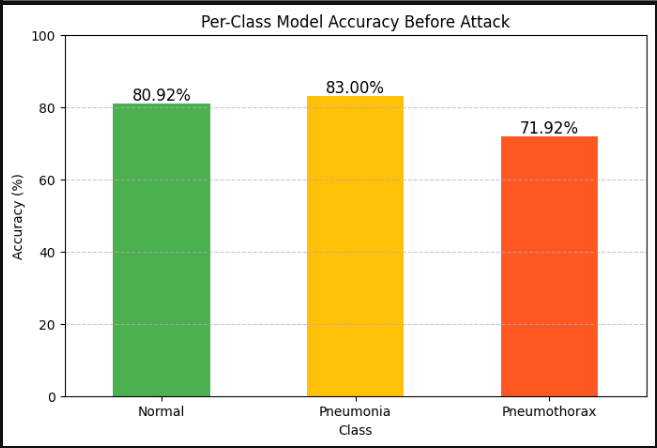 Per-Class Model Accuracy Before Attack
100
80
60
40
20
0
Accuracy (%)
80.92%
83.00%
71.92%
Normal
Pneumonia
Pneumothorax
Class